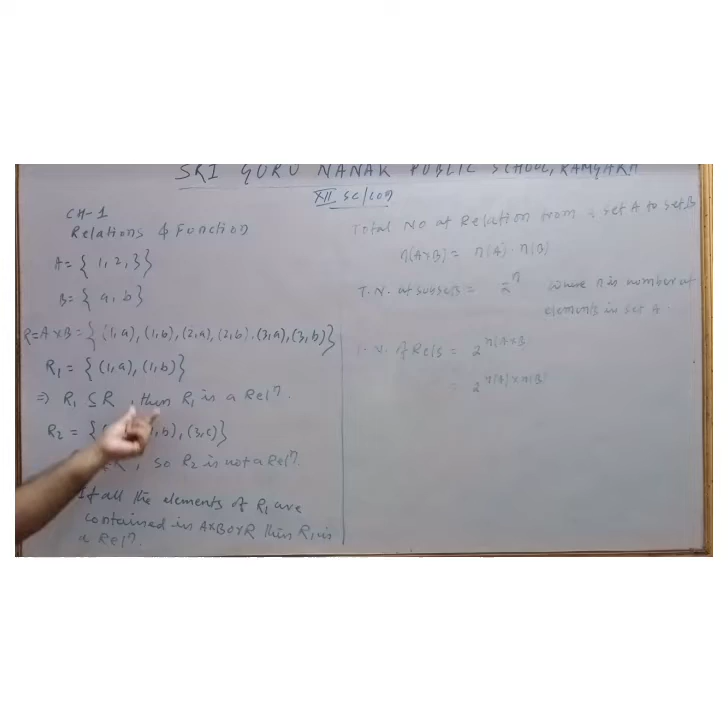 SRI GURU NANAK PUBLIC SCHOOL, RAMGARH
XII SC/COM
CH-1
Relations & Function
A = { 1, 2, 3 }
B = { a, b }
R = A × B = { (1,a), (1,b), (2,a), (2,b), (3,a), (3,b) }
R₁ = { (1,a), (1,b) }
⇒ R₁ ⊆ R, then R₁ is a Relⁿ.
R₂ = { ,b), (3,c) }
R, so R₂ is not a Relⁿ.
If all the elements of R₁ are
contained in A×B or R then R₁ is
a Relⁿ.
Total No of Relation from a set A to set B
n(A×B) = n(A) · n(B)
T.N. of subsets = 2ⁿ where n is number of
elements in set A.
T.N. of Rels = 2^n(A×B)
= 2^n(A)×n(B)